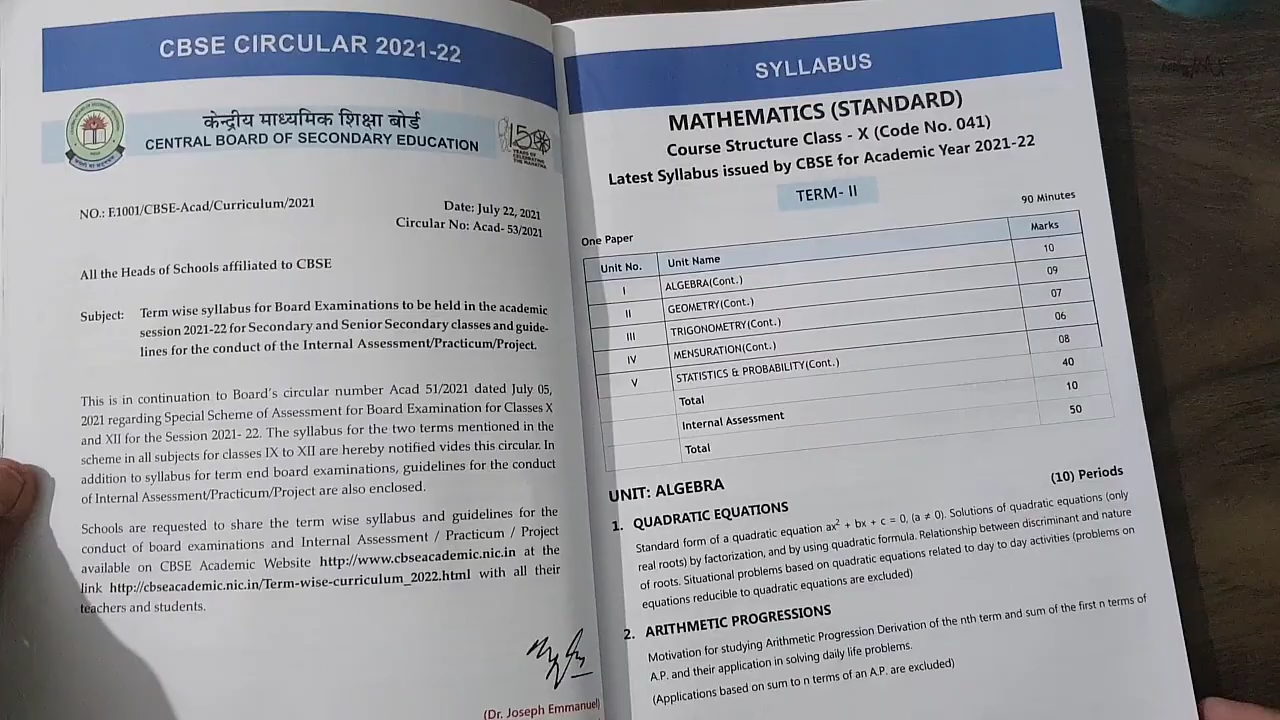 CBSE CIRCULAR 2021-22
केन्द्रीय माध्यमिक शिक्षा बोर्ड
CENTRAL BOARD OF SECONDARY EDUCATION
150
YEARS OF
CELEBRATING
THE MAHATMA
NO.: F.1001/CBSE-Acad/Curriculum/2021
Date: July 22, 2021
Circular No: Acad- 53/2021
All the Heads of Schools affiliated to CBSE
Subject: Term wise syllabus for Board Examinations to be held in the academic
session 2021-22 for Secondary and Senior Secondary classes and guide-
lines for the conduct of the Internal Assessment/Practicum/Project.
This is in continuation to Board's circular number Acad 51/2021 dated July 05,
2021 regarding Special Scheme of Assessment for Board Examination for Classes X
and XII for the Session 2021- 22. The syllabus for the two terms mentioned in the
scheme in all subjects for classes IX to XII are hereby notified vides this circular. In
addition to syllabus for term end board examinations, guidelines for the conduct
of Internal Assessment/Practicum/Project are also enclosed.
Schools are requested to share the term wise syllabus and guidelines for the
conduct of board examinations and Internal Assessment / Practicum / Project
available on CBSE Academic Website http://www.cbseacademic.nic.in at the
link http://cbseacademic.nic.in/Term-wise-curriculum_2022.html with all their
teachers and students.
(Dr. Joseph Emmanuel)
SYLLABUS
MATHEMATICS (STANDARD)
Course Structure Class - X (Code No. 041)
Latest Syllabus issued by CBSE for Academic Year 2021-22
TERM- II
One Paper 90 Minutes
Unit No. Unit Name Marks
I ALGEBRA(Cont.) 10
II GEOMETRY(Cont.) 09
III TRIGONOMETRY(Cont.) 07
IV MENSURATION(Cont.) 06
V STATISTICS & PROBABILITY(Cont.) 08
Total 40
Internal Assessment 10
Total 50
UNIT: ALGEBRA
1. QUADRATIC EQUATIONS (10) Periods
Standard form of a quadratic equation ax² + bx + c = 0, (a ≠ 0). Solutions of quadratic equations (only
real roots) by factorization, and by using quadratic formula. Relationship between discriminant and nature
of roots. Situational problems based on quadratic equations related to day to day activities (problems on
equations reducible to quadratic equations are excluded)
2. ARITHMETIC PROGRESSIONS
Motivation for studying Arithmetic Progression Derivation of the nth term and sum of the first n terms of
A.P. and their application in solving daily life problems.
(Applications based on sum to n terms of an A.P. are excluded)